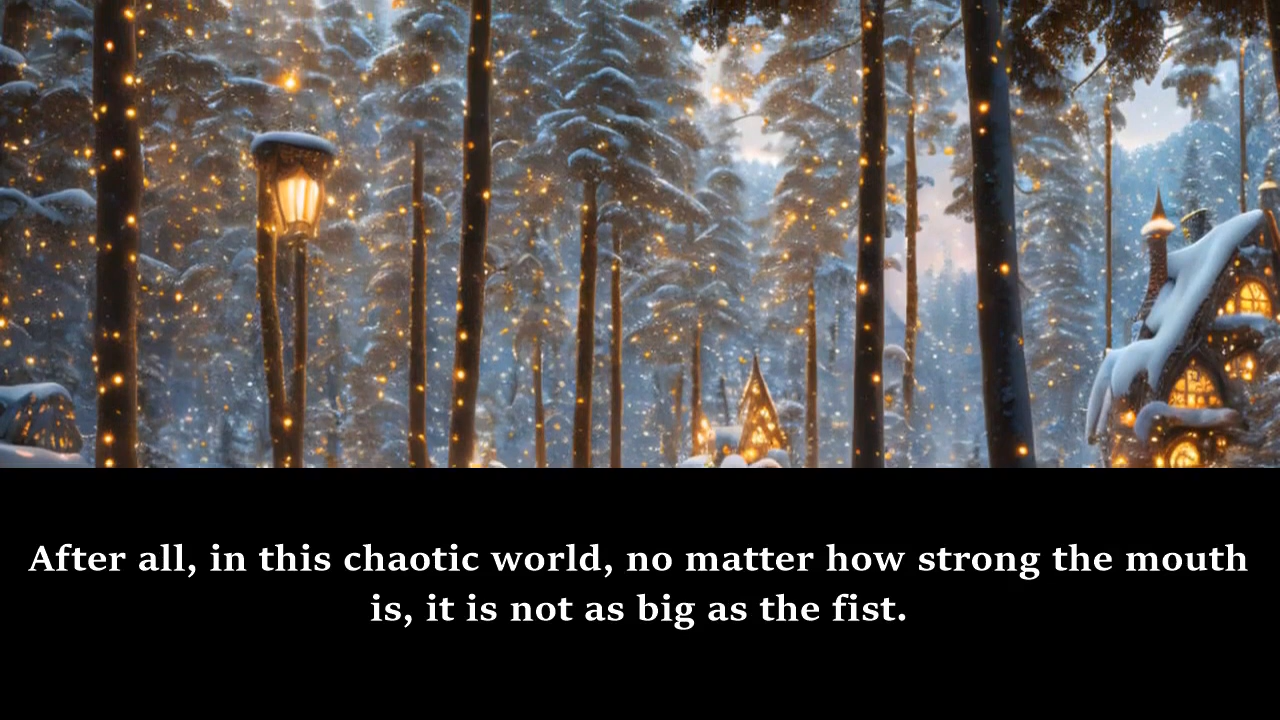 After all, in this chaotic world, no matter how strong the mouth
is, it is not as big as the fist.